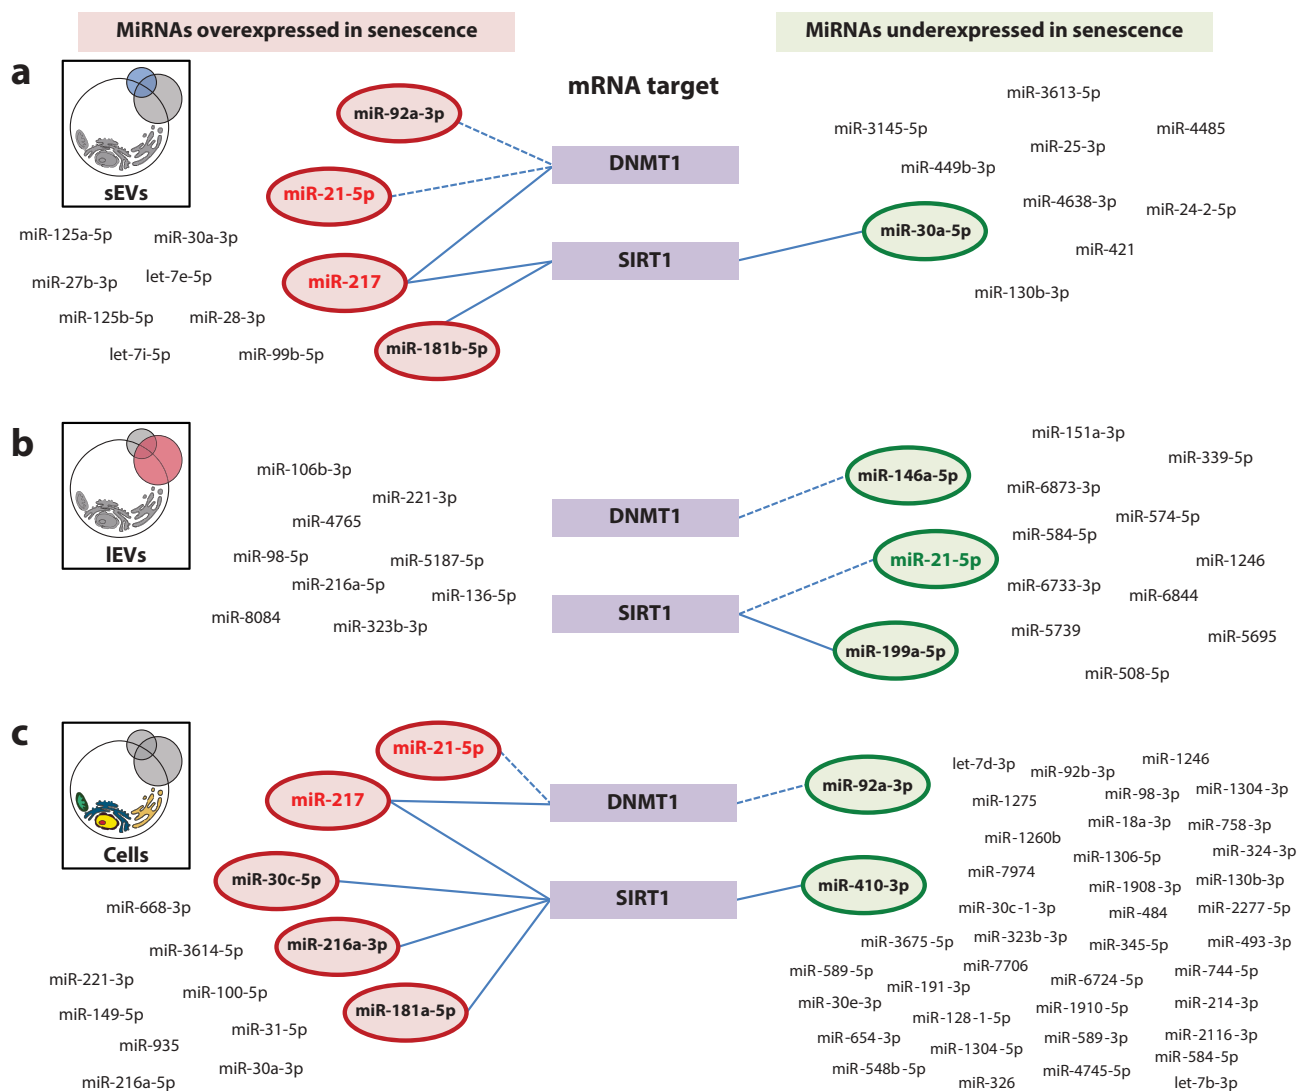 MiRNAs overexpressed in senescence
MiRNAs underexpressed in senescence
a
mRNA target
sEVs
miR-92a-3p
miR-21-5p
miR-217
miR-181b-5p
miR-125a-5p
miR-30a-3p
miR-27b-3p
let-7e-5p
miR-125b-5p
miR-28-3p
let-7i-5p
miR-99b-5p
DNMT1
SIRT1
miR-3613-5p
miR-3145-5p
miR-4485
miR-25-3p
miR-449b-3p
miR-4638-3p
miR-24-2-5p
miR-30a-5p
miR-421
miR-130b-3p
b
lEVs
miR-106b-3p
miR-221-3p
miR-4765
miR-98-5p
miR-5187-5p
miR-216a-5p
miR-136-5p
miR-8084
miR-323b-3p
DNMT1
SIRT1
miR-146a-5p
miR-21-5p
miR-199a-5p
miR-151a-3p
miR-339-5p
miR-6873-3p
miR-574-5p
miR-584-5p
miR-1246
miR-6733-3p
miR-6844
miR-5739
miR-5695
miR-508-5p
c
Cells
miR-21-5p
miR-217
miR-30c-5p
miR-216a-3p
miR-181a-5p
miR-668-3p
miR-3614-5p
miR-221-3p
miR-100-5p
miR-149-5p
miR-31-5p
miR-935
miR-30a-3p
miR-216a-5p
DNMT1
SIRT1
miR-92a-3p
miR-410-3p
let-7d-3p
miR-92b-3p
miR-1246
miR-1275
miR-98-3p
miR-1304-3p
miR-1260b
miR-18a-3p
miR-758-3p
miR-1306-5p
miR-324-3p
miR-7974
miR-1908-3p
miR-130b-3p
miR-30c-1-3p
miR-484
miR-2277-5p
miR-3675-5p
miR-323b-3p
miR-345-5p
miR-493-3p
miR-589-5p
miR-7706
miR-744-5p
miR-191-3p
miR-6724-5p
miR-30e-3p
miR-128-1-5p
miR-1910-5p
miR-214-3p
miR-654-3p
miR-1304-5p
miR-589-3p
miR-2116-3p
miR-584-5p
miR-548b-5p
miR-326
miR-4745-5p
let-7b-3p